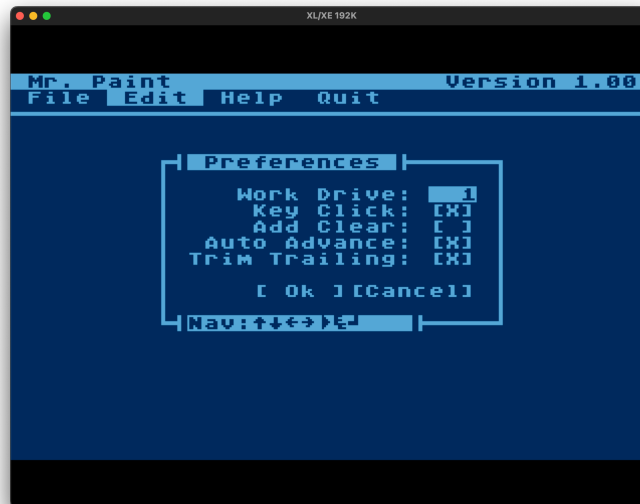 XL/XE 192K
Mr. Paint Version 1.00
File Edit Help Quit
Preferences
Work Drive: 1
Key Click: [X]
Add Clear: [ ]
Auto Advance: [X]
Trim Trailing: [X]
[ Ok ][Cancel]
Nav:↑↓←→